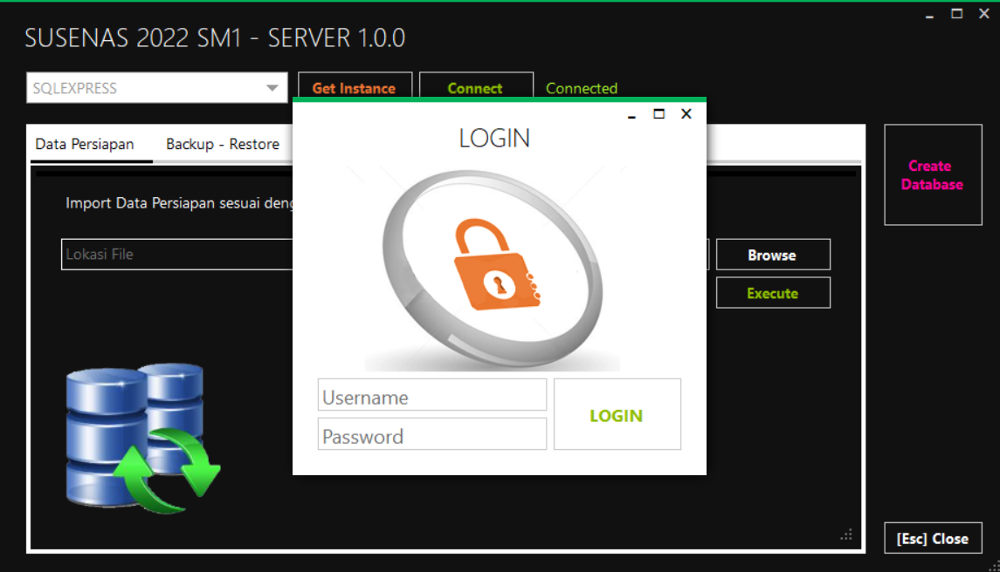 SUSENAS 2022 SM1 - SERVER 1.0.0
SQLEXPRESS
Get Instance
Connect
Connected
LOGIN
Data Persiapan
Backup - Restore
Create
Database
Import Data Persiapan sesuai
Lokasi File
Browse
Execute
Username
Password
LOGIN
[Esc] Close